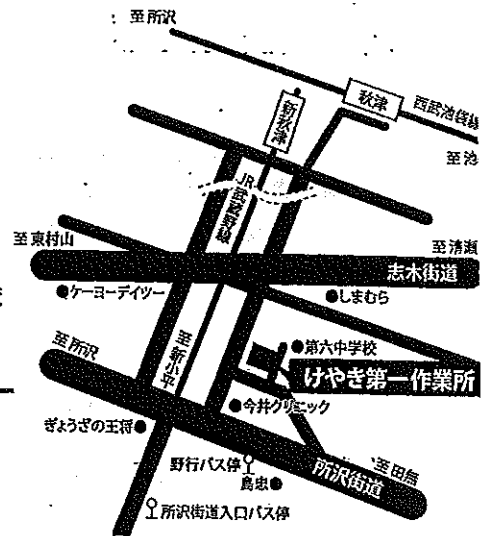 至所沢
秋津
西武池袋線
新秋津
至池
JR武蔵野線
至東村山
至清瀬
志木街道
ケーヨーデイツー
しまむら
至所沢
至新小平
第六中学校
けやき第一作業所
今井クリニック
ぎょうざの王将
野行バス停
至田無
所沢街道
島忠
所沢街道入口バス停